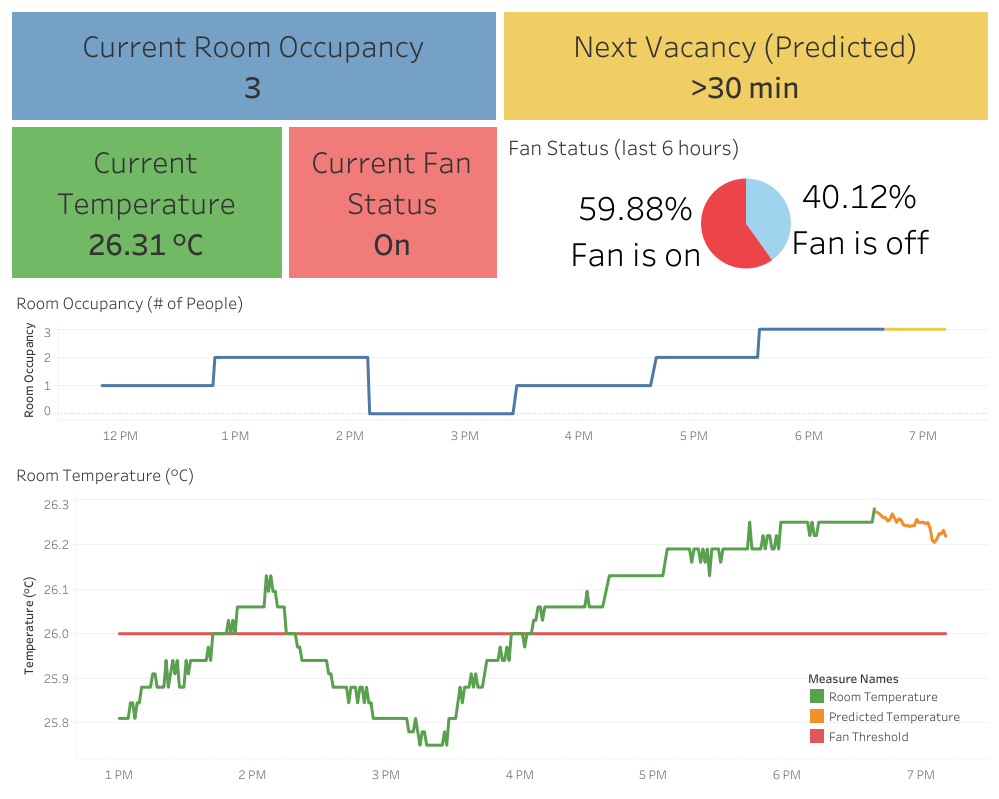 Current Room Occupancy
3
Next Vacancy (Predicted)
>30 min
Current
Temperature
26.31 ºC
Current Fan
Status
On
Fan Status (last 6 hours)
59.88%
Fan is on
40.12%
Fan is off
Room Occupancy (# of People)
Room Occupancy
3
2
1
0
12 PM
1 PM
2 PM
3 PM
4 PM
5 PM
6 PM
7 PM
Room Temperature (ºC)
Temperature (ºC)
26.3
26.2
26.1
26.0
25.9
25.8
Measure Names
Room Temperature
Predicted Temperature
Fan Threshold
1 PM
2 PM
3 PM
4 PM
5 PM
6 PM
7 PM